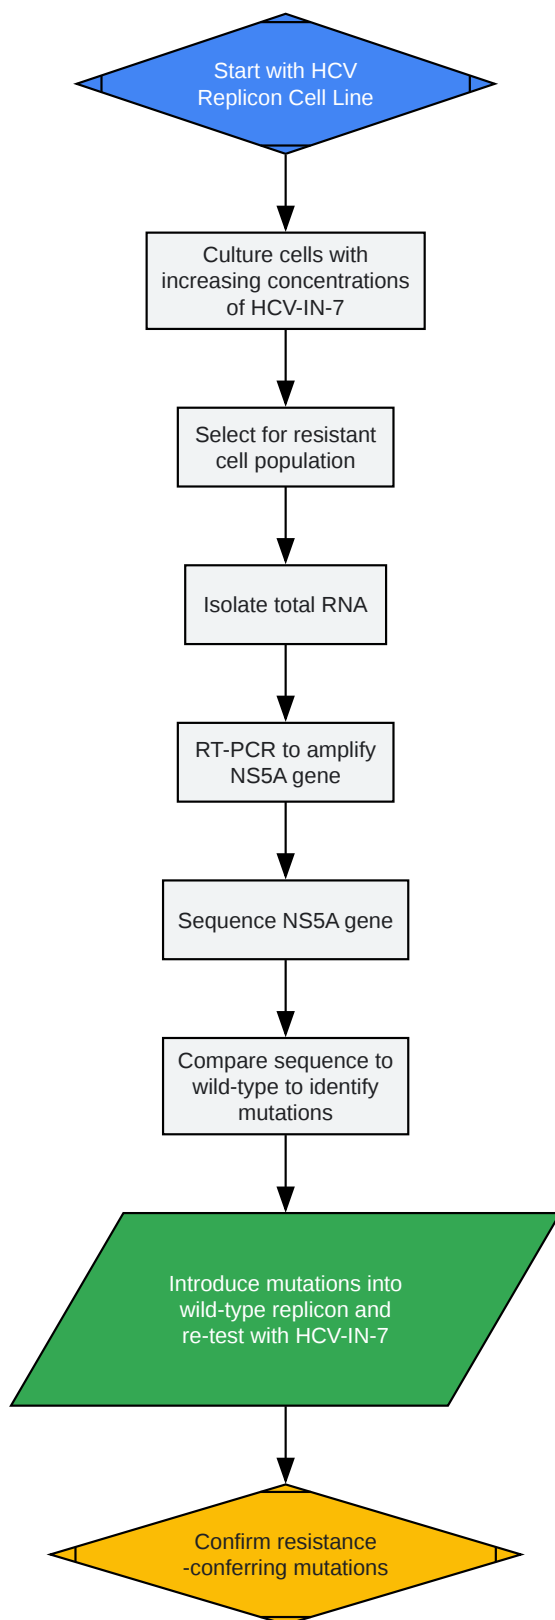 Start with HCV
Replicon Cell Line
Culture cells with
increasing concentrations
of HCV-IN-7
Select for resistant
cell population
Isolate total RNA
RT-PCR to amplify
NS5A gene
Sequence NS5A gene
Compare sequence to
wild-type to identify
mutations
Introduce mutations into
wild-type replicon and
re-test with HCV-IN-7
Confirm resistance
-conferring mutations